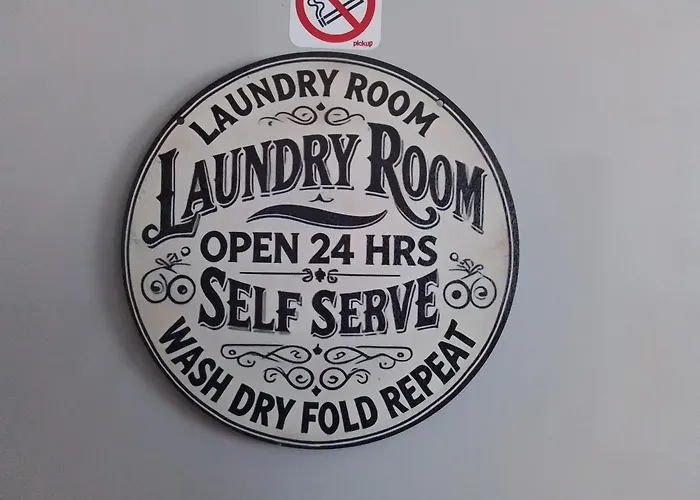 pickup
LAUNDRY ROOM
LAUNDRY ROOM
OPEN 24 HRS
SELF SERVE
WASH DRY FOLD REPEAT